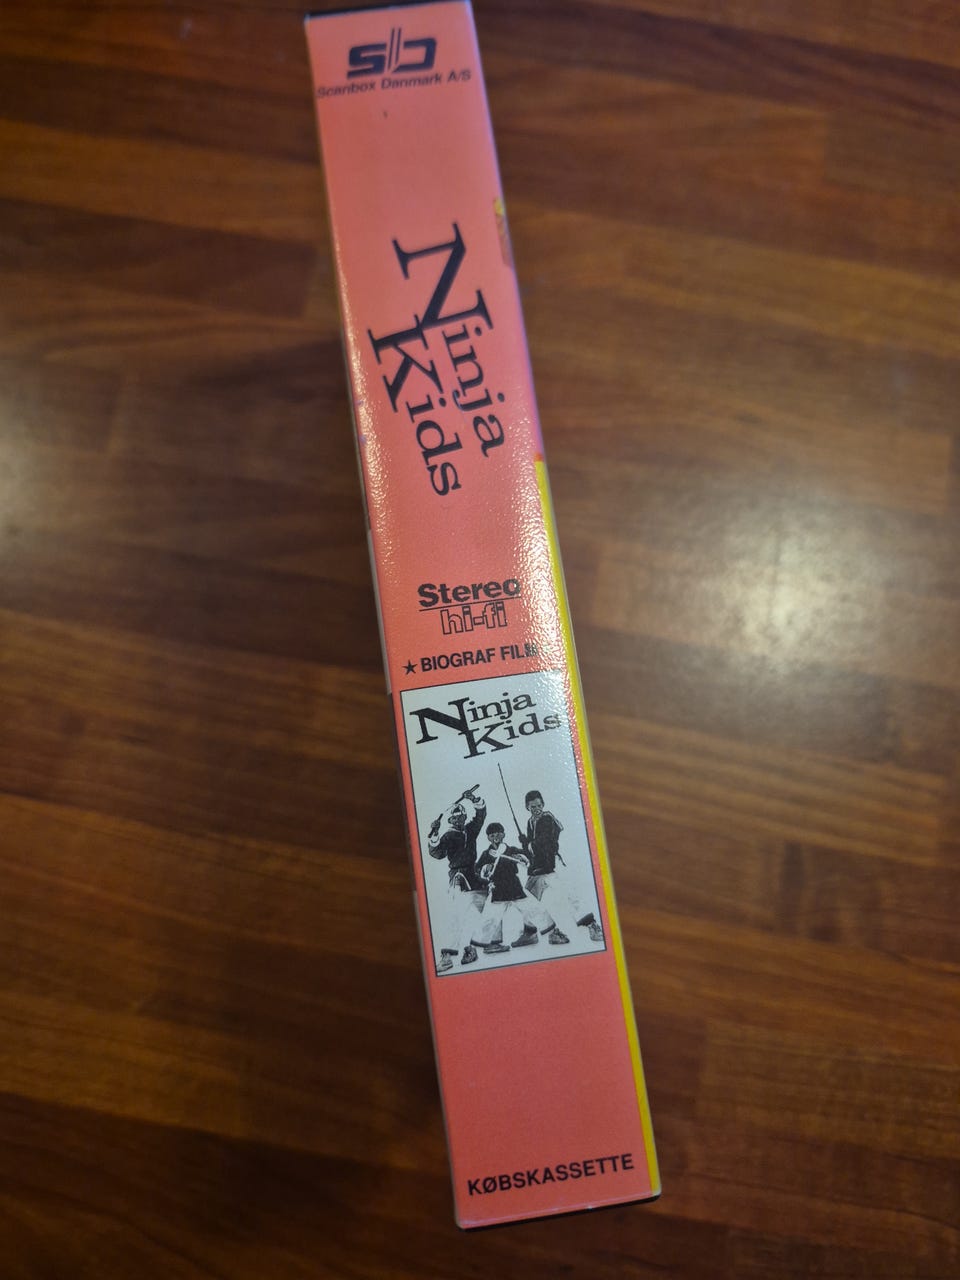 sb
Scanbox Danmark A/S
Ninja
Kids
Stereo
hi-fi
★ BIOGRAF FILM
Ninja
Kids
KØBSKASSETTE